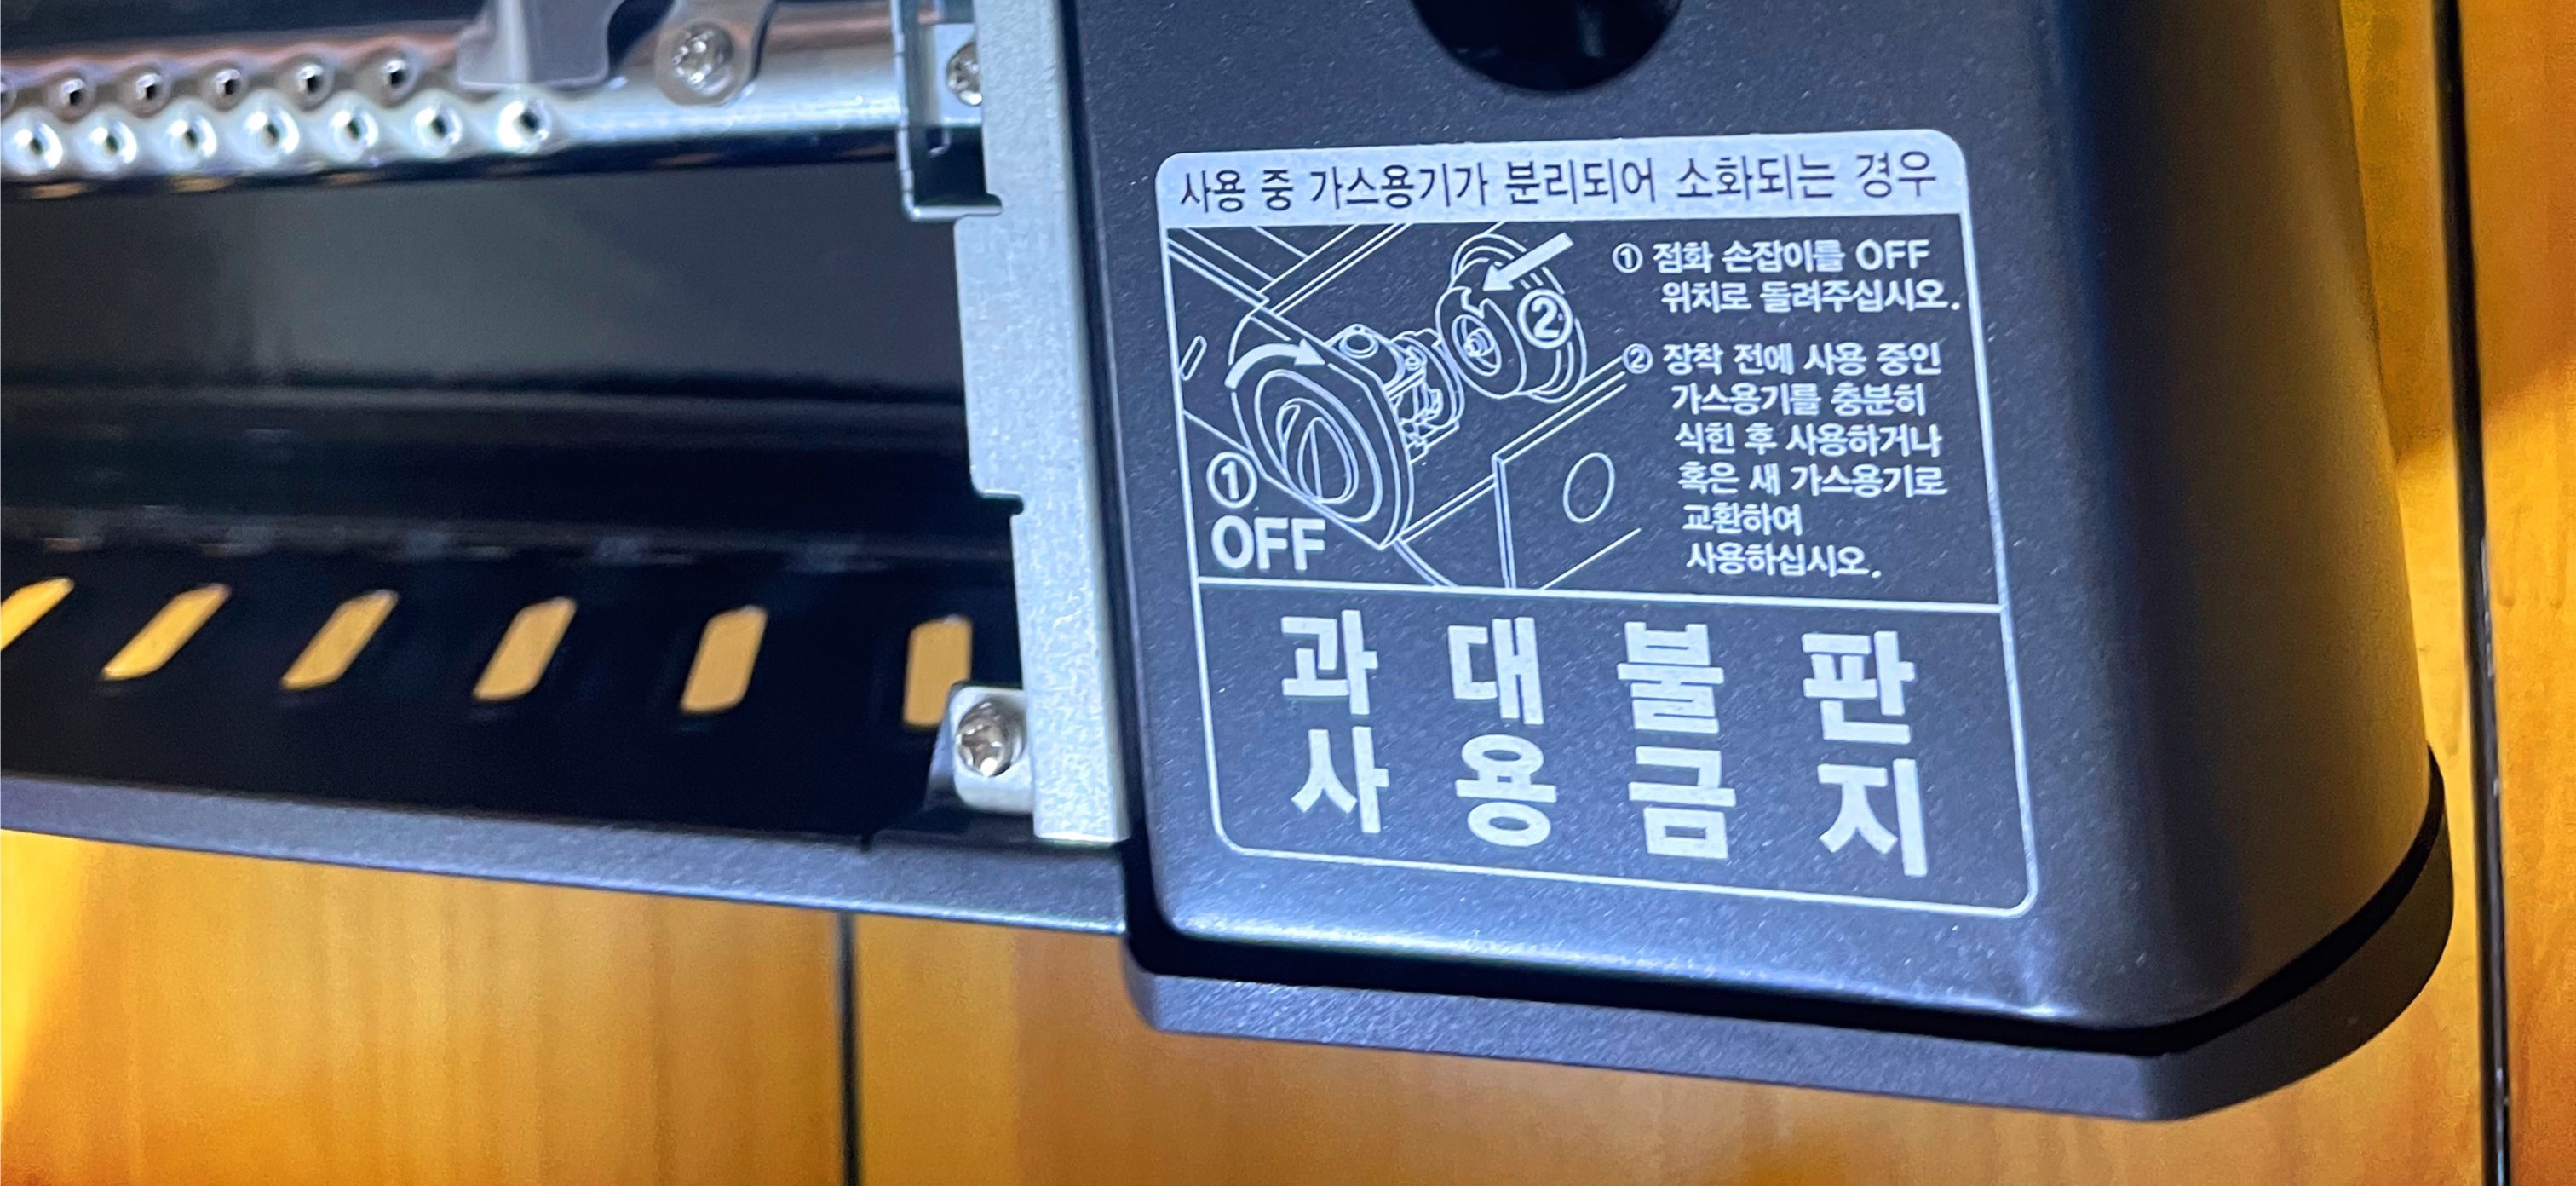 사용 중 가스용기가 분리되어 소화되는 경우
① 점화 손잡이를 OFF
위치로 돌려주십시오.
② 장착 전에 사용 중인
가스용기를 충분히
식힌 후 사용하거나
혹은 새 가스용기로
교환하여
사용하십시오.
②
①
OFF
과대불판
사용금지